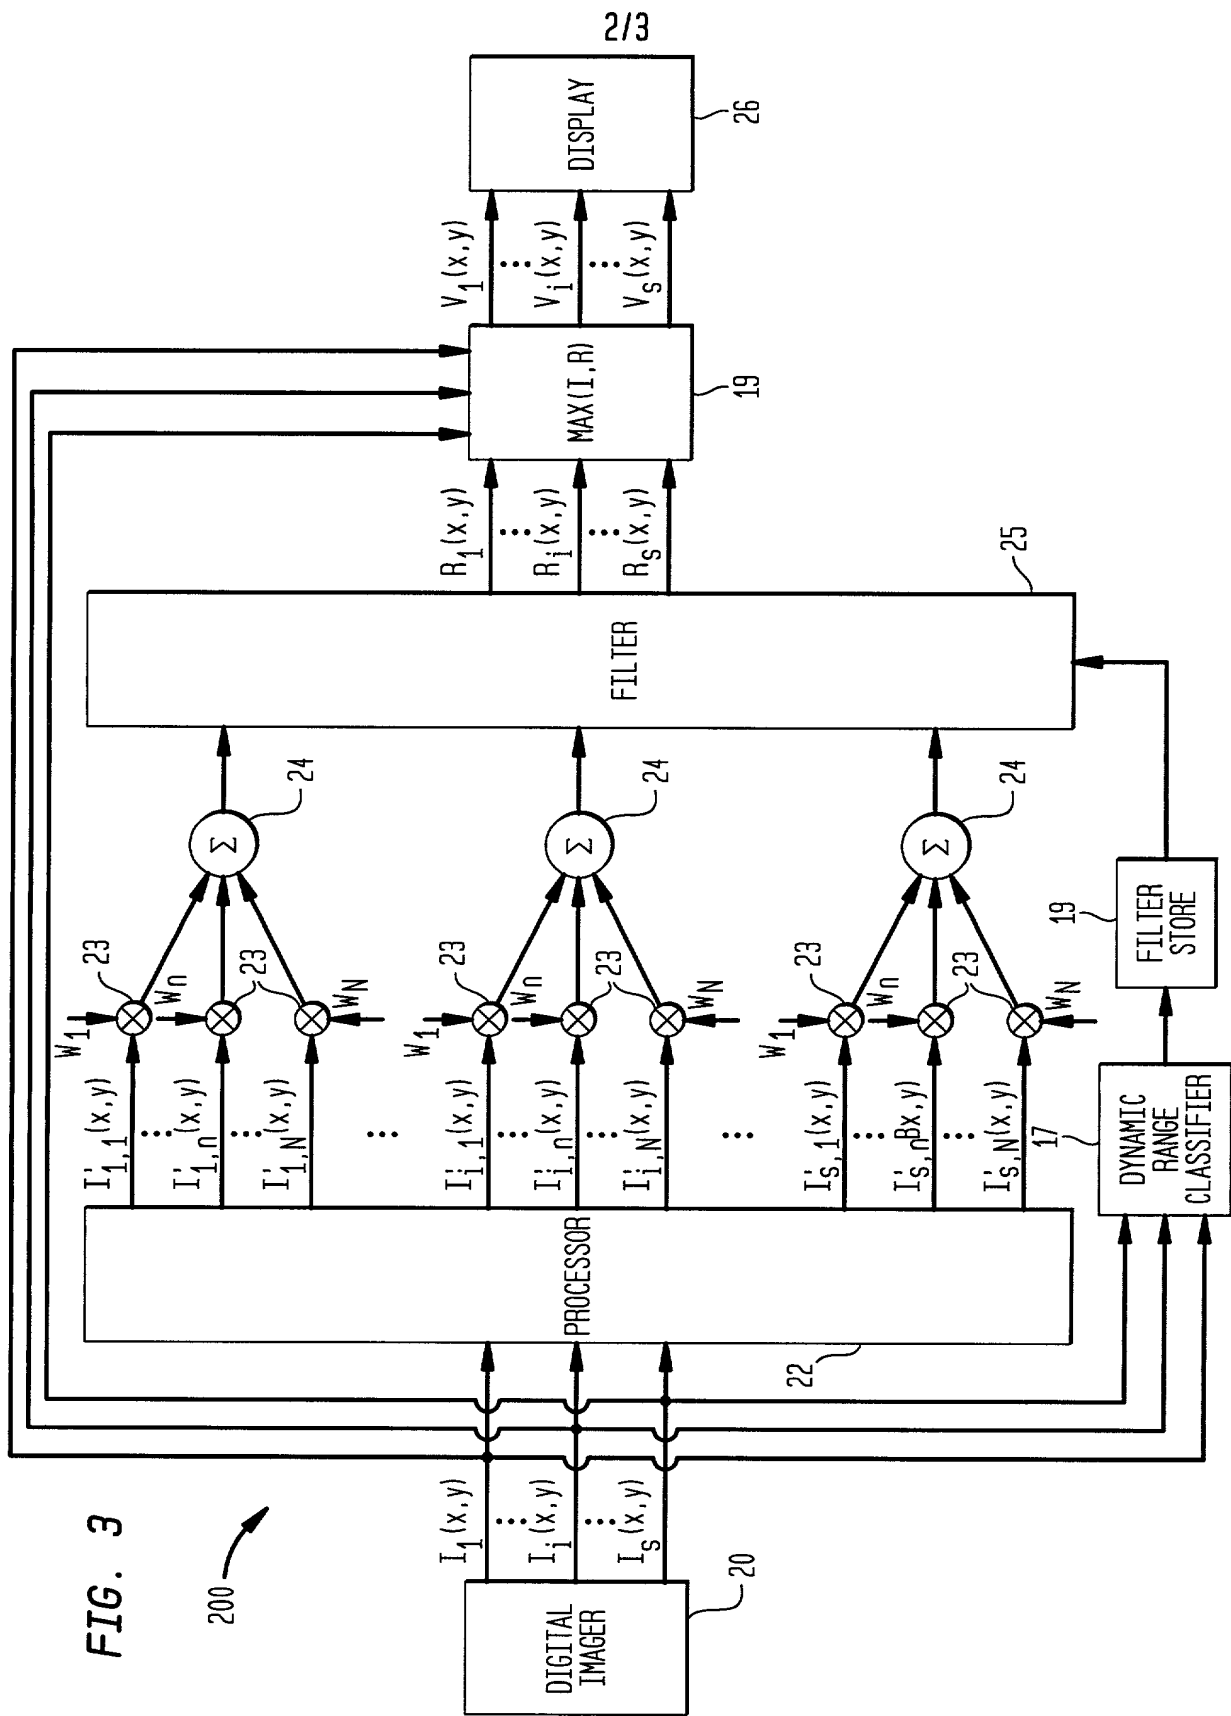 2/3
FIG. 3
200
DIGITAL
IMAGER
20
I1(x,y)
...
Ii(x,y)
...
Is(x,y)
PROCESSOR
22
I'1,1(x,y)
...
I'1,n(x,y)
...
I'1,N(x,y)
...
I'i,1(x,y)
...
I'i,n(x,y)
...
I'i,N(x,y)
...
I's,1(x,y)
...
I's,nBx,y)
...
I's,N(x,y)
W1
23
Wn
23
WN
W1
23
Wn
23
WN
W1
23
Wn
23
WN
Σ
24
Σ
24
Σ
24
17
DYNAMIC
RANGE
CLASSIFIER
19
FILTER
STORE
FILTER
25
R1(x,y)
...
Ri(x,y)
...
Rs(x,y)
MAX(I,R)
19
V1(x,y)
...
Vi(x,y)
...
Vs(x,y)
DISPLAY
26